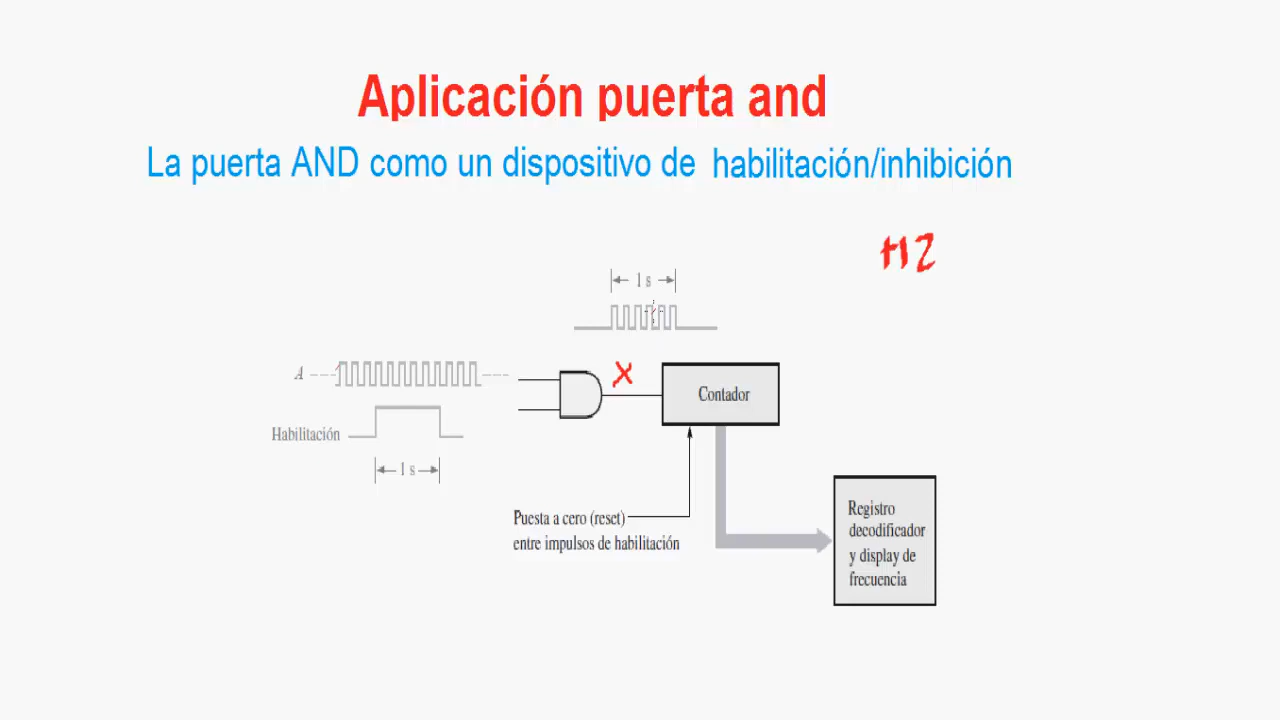 Aplicación puerta and
La puerta AND como un dispositivo de habilitación/inhibición
HZ
1 s
A
X
Contador
Habilitación
1 s
Puesta a cero (reset)
entre impulsos de habilitación
Registro
decodificador
y display de
frecuencia